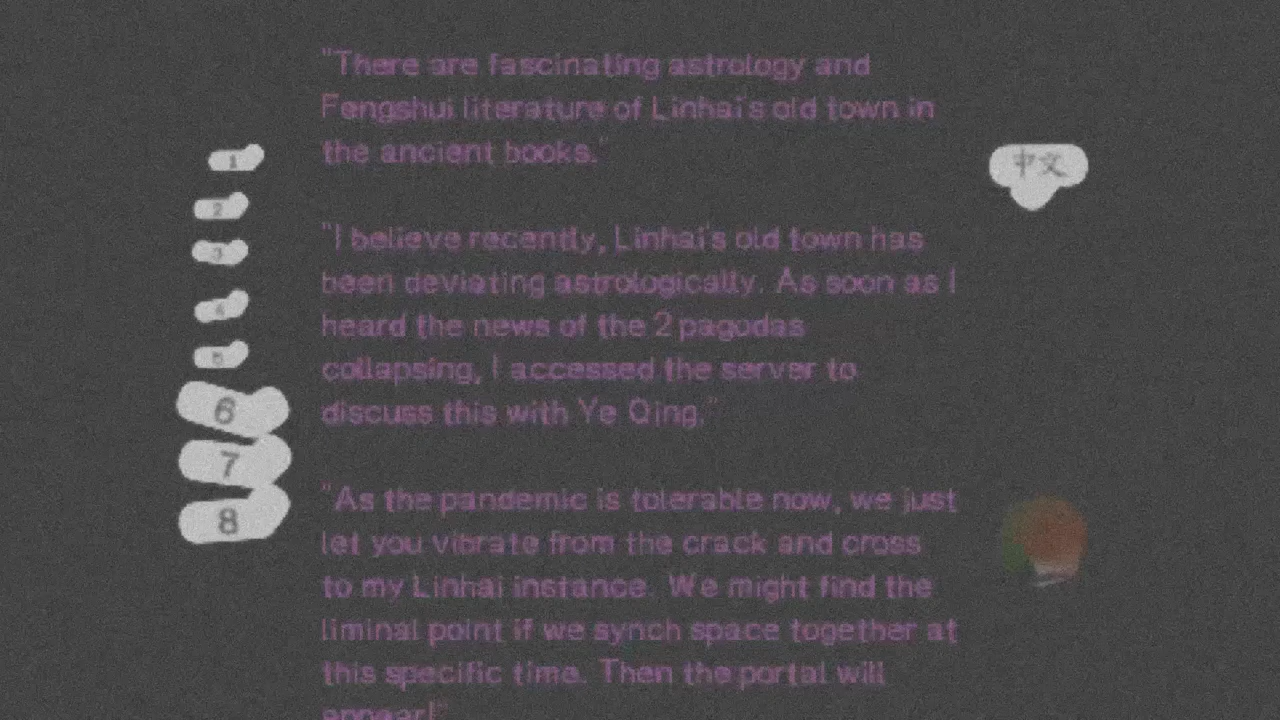 "There are fascinating astrology and
Fengshui literature of Linhai's old town in
the ancient books."
"I believe recently, Linhai's old town has
been deviating astrologically. As soon as I
heard the news of the 2 pagodas
collapsing, I accessed the server to
discuss this with Ye Qing."
"As the pandemic is tolerable now, we just
let you vibrate from the crack and cross
to my Linhai instance. We might find the
liminal point if we synch space together at
this specific time. Then the portal will
appear!"
1
2
3
4
5
6
7
8
中文